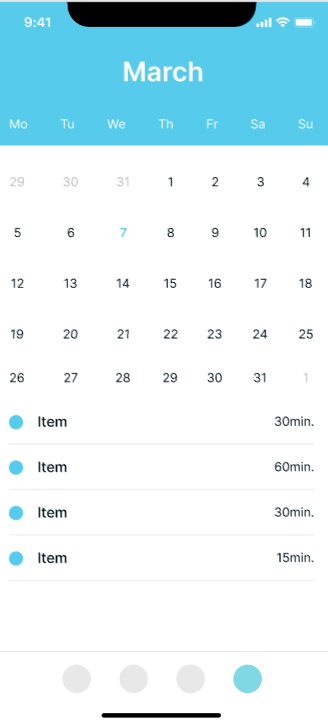 9:41
March
Mo Tu We Th Fr Sa Su
29 30 31 1 2 3 4
5 6 7 8 9 10 11
12 13 14 15 16 17 18
19 20 21 22 23 24 25
26 27 28 29 30 31 1
Item 30min.
Item 60min.
Item 30min.
Item 15min.